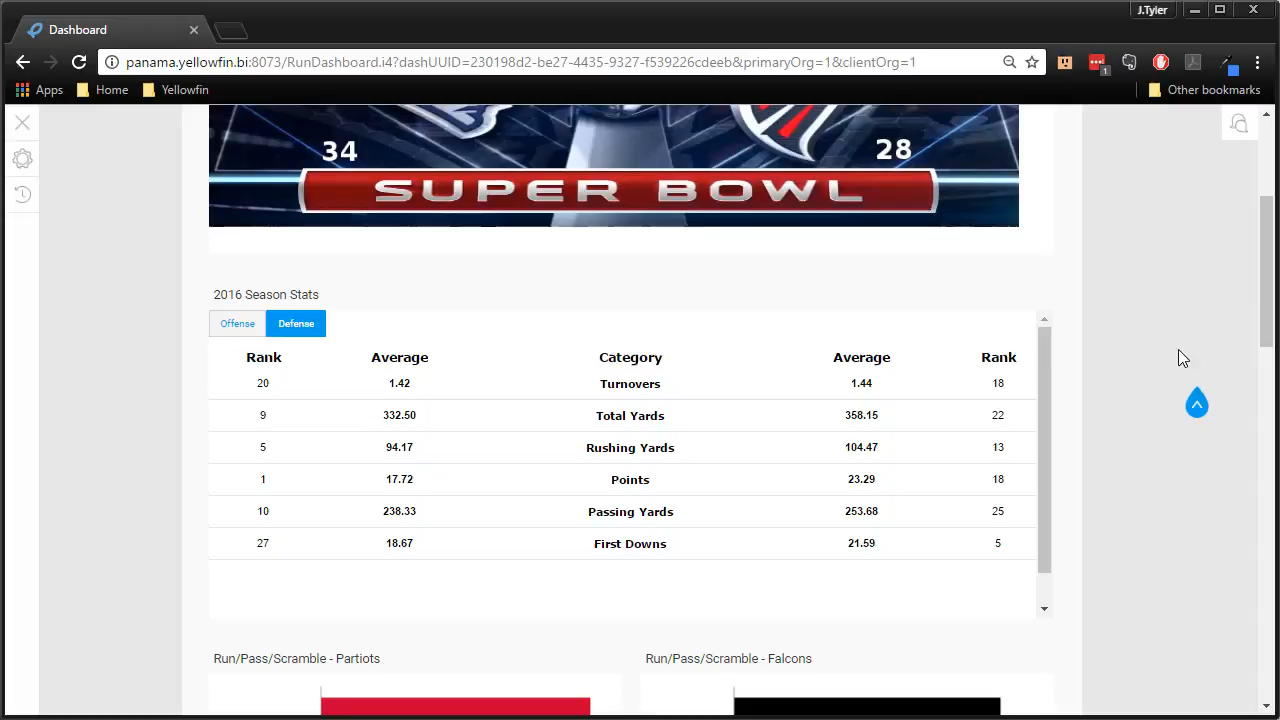 J.Tyler
Dashboard
panama.yellowfin.bi:8073/RunDashboard.i4?dashUUID=230198d2-be27-4435-9327-f539226cdeeb&primaryOrg=1&clientOrg=1
1
Apps Home Yellowfin Other bookmarks
34 28
SUPER BOWL
2016 Season Stats
Offense Defense
Rank Average Category Average Rank
20 1.42 Turnovers 1.44 18
9 332.50 Total Yards 358.15 22
5 94.17 Rushing Yards 104.47 13
1 17.72 Points 23.29 18
10 238.33 Passing Yards 253.68 25
27 18.67 First Downs 21.59 5
Run/Pass/Scramble - Partiots Run/Pass/Scramble - Falcons